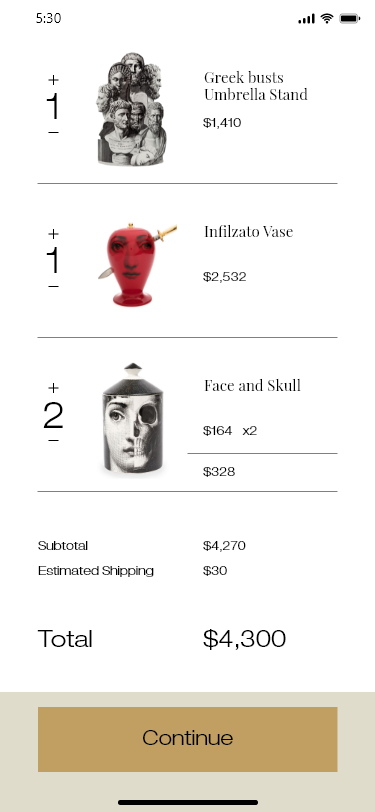 5:30
+
1
–
Greek busts
Umbrella Stand
$1,410
+
1
–
Infilzato Vase
$2,532
+
2
–
Face and Skull
$164 x2
$328
Subtotal $4,270
Estimated Shipping $30
Total $4,300
Continue